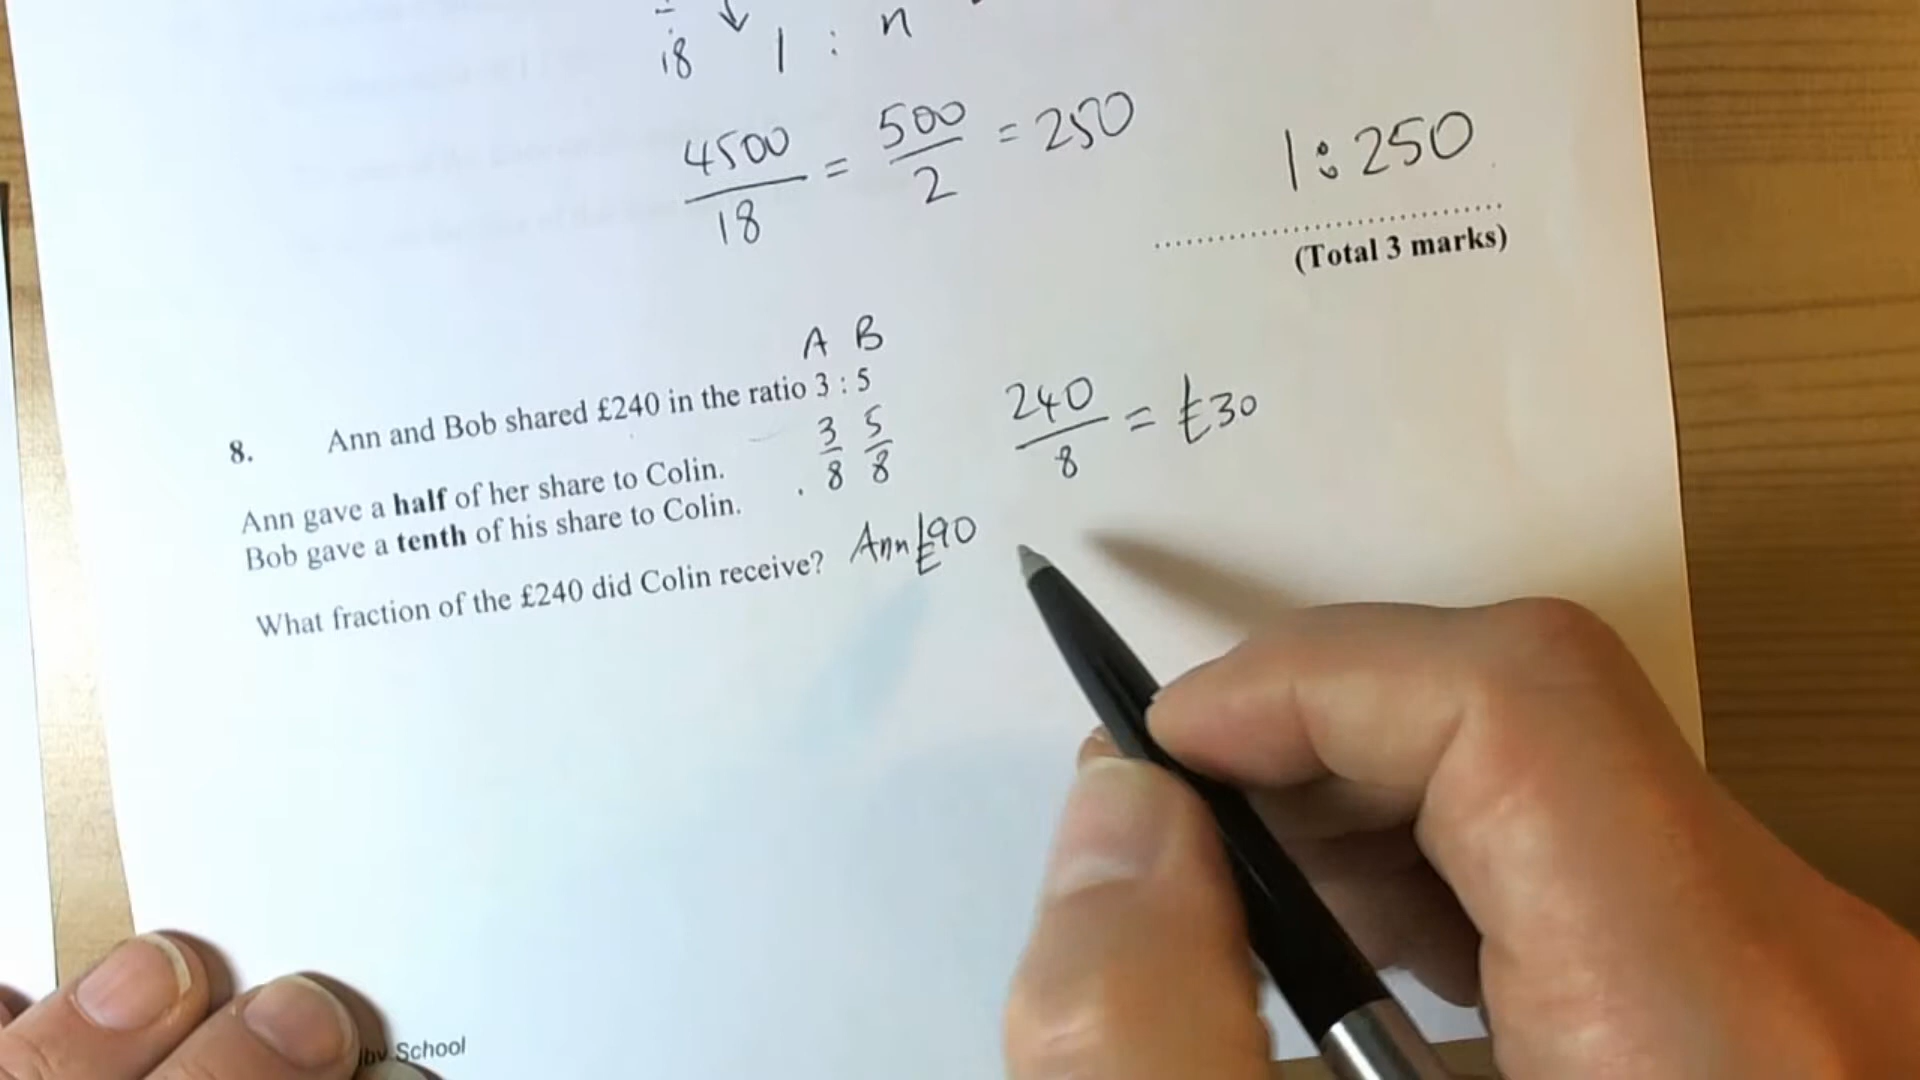 18 1 : n
4500/18 = 500/2 = 250
1:250
(Total 3 marks)
A B
8. Ann and Bob shared £240 in the ratio 3 : 5
3/8 5/8
240/8 = £30
Ann gave a half of her share to Colin.
Bob gave a tenth of his share to Colin.
What fraction of the £240 did Colin receive? Ann £90
School